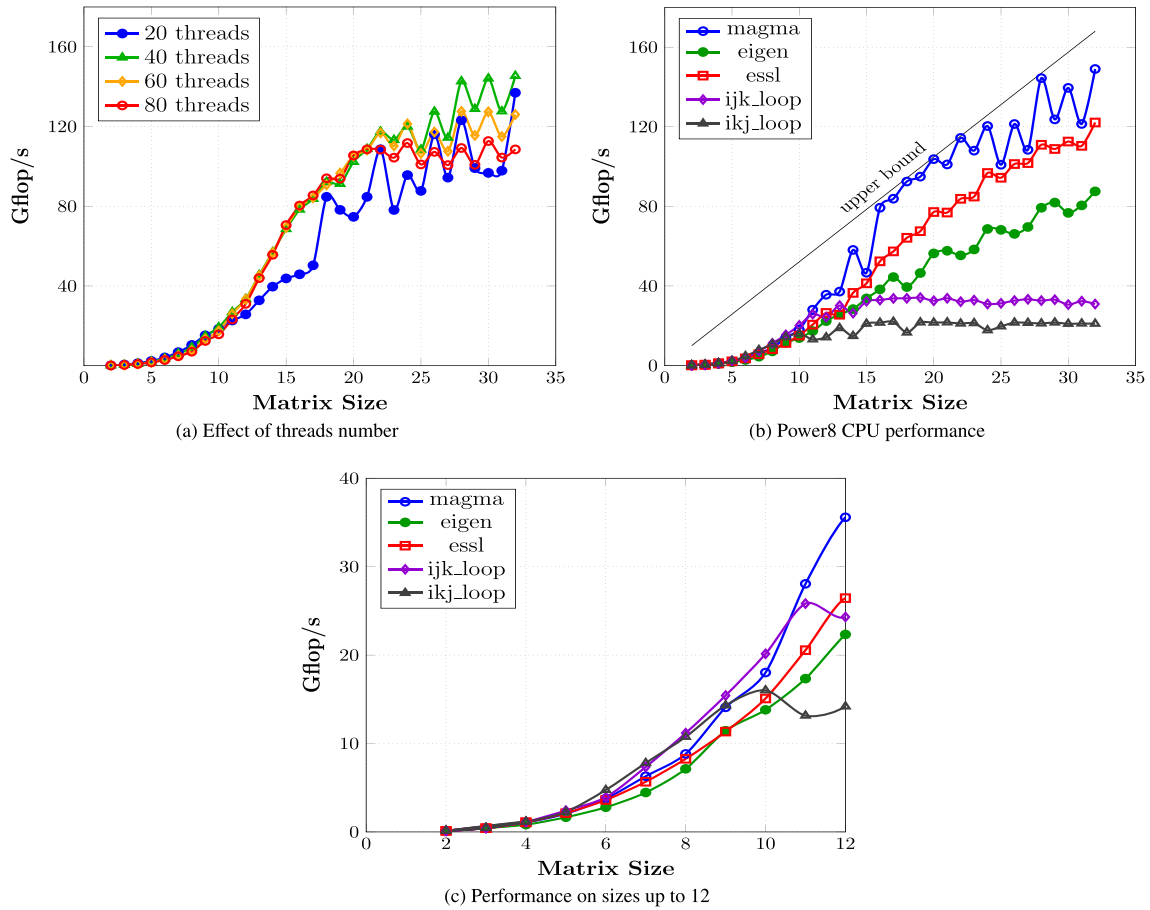 20 threads
40 threads
60 threads
80 threads
160
120
80
40
0
5
10
15
20
25
30
35
Gflop/s
Matrix Size
(a) Effect of threads number
magma
eigen
essl
ijk_loop
ikj_loop
upper bound
160
120
80
40
0
0
5
10
15
20
25
30
35
Gflop/s
Matrix Size
(b) Power8 CPU performance
magma
eigen
essl
ijk_loop
ikj_loop
40
30
20
10
0
0
2
4
6
8
10
12
Gflop/s
Matrix Size
(c) Performance on sizes up to 12